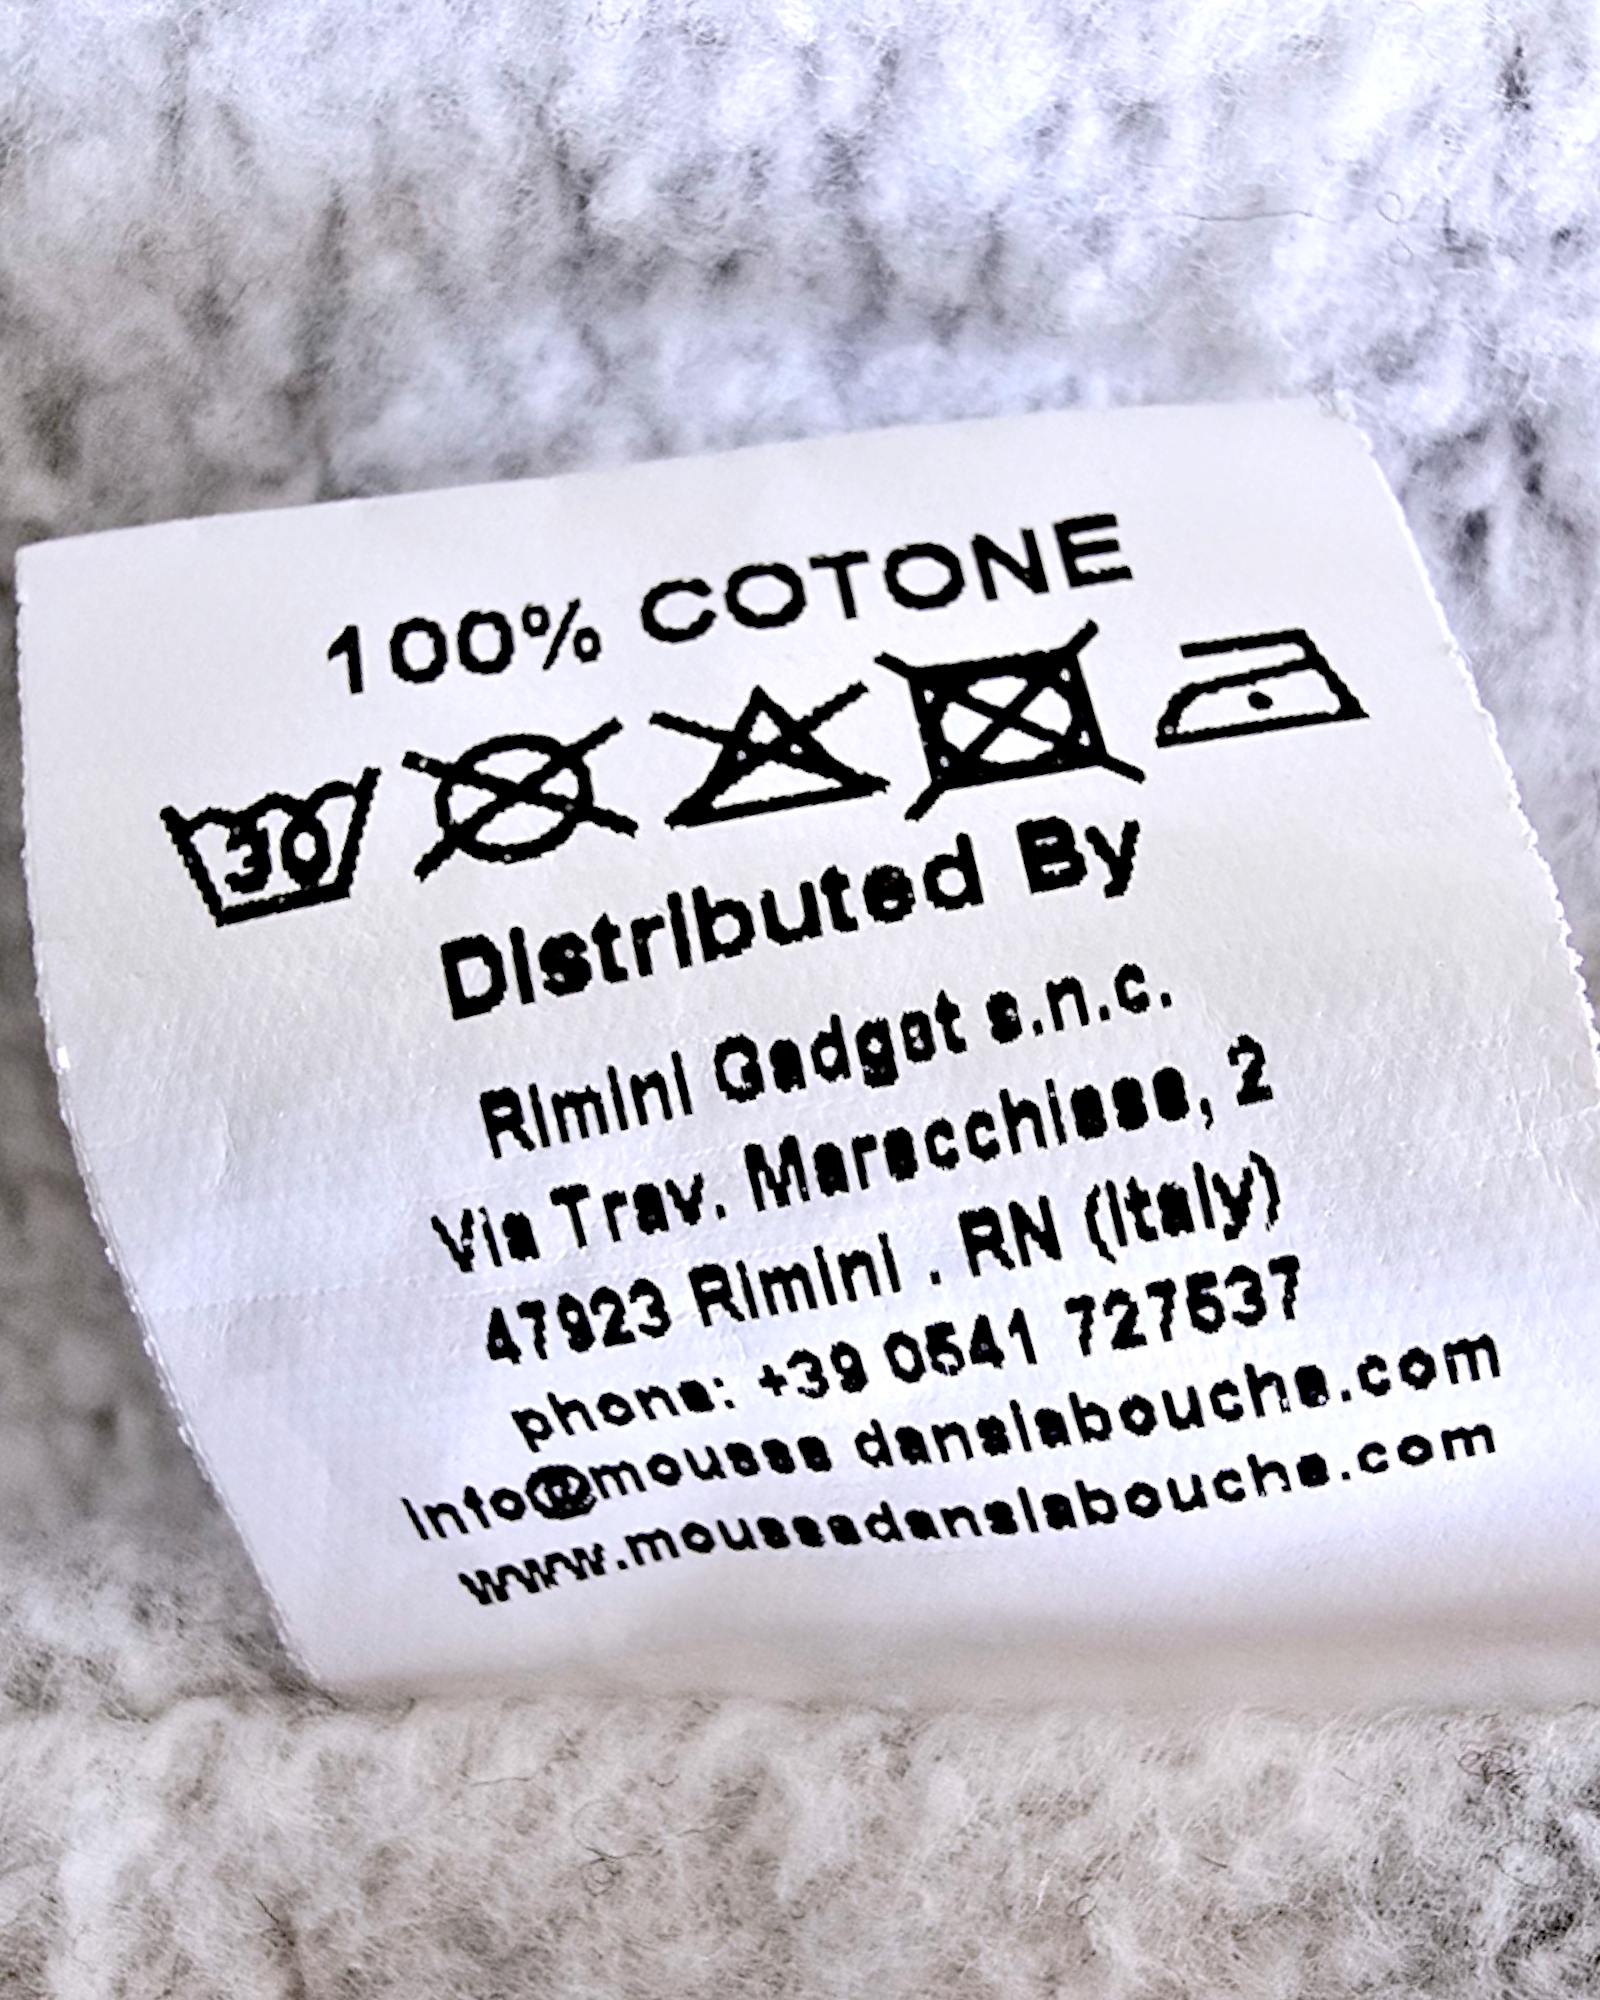 100% COTONE
30
Distributed By
Rimini Gadget s.n.c.
Via Trav. Marecchiese, 2
47923 Rimini . RN (Italy)
phone: +39 0541 727537
info@mousse danslabouche.com
www.moussedanslabouche.com